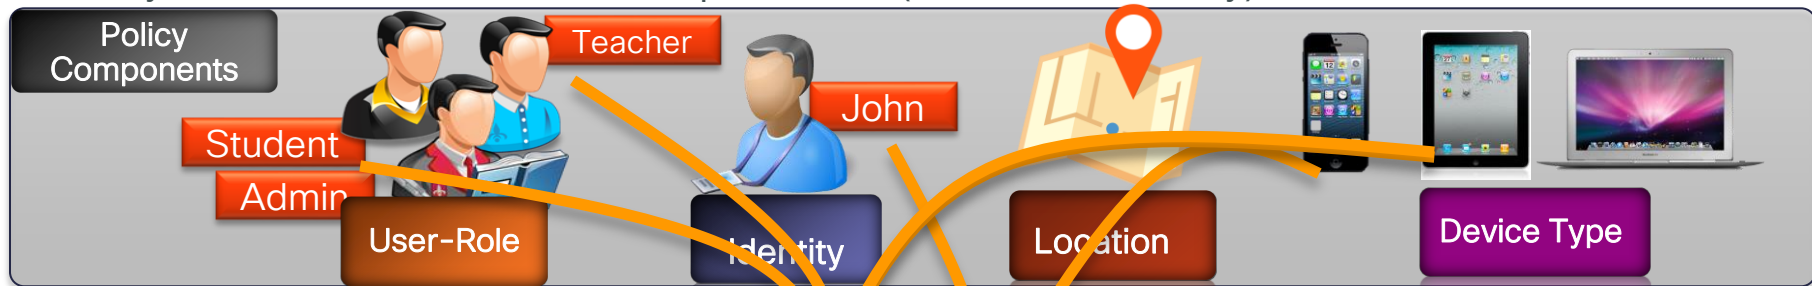 Policy
Components
Teacher
John
Student
Admin
User-Role
Identity
Location
Device Type